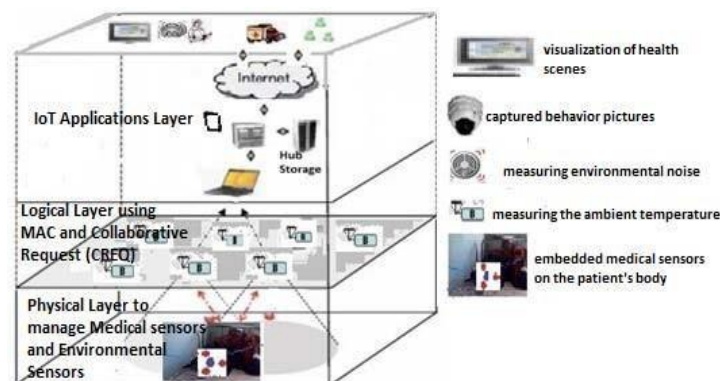 Internet
IoT Applications Layer
Hub
Storage
Logical Layer using
MAC and Collaborative
Request (CREQ)
Physical Layer to
manage Medical sensors
and Environmental
Sensors
visualization of health
scenes
captured behavior pictures
measuring environmental noise
measuring the ambient temperature
embedded medical sensors
on the patient's body